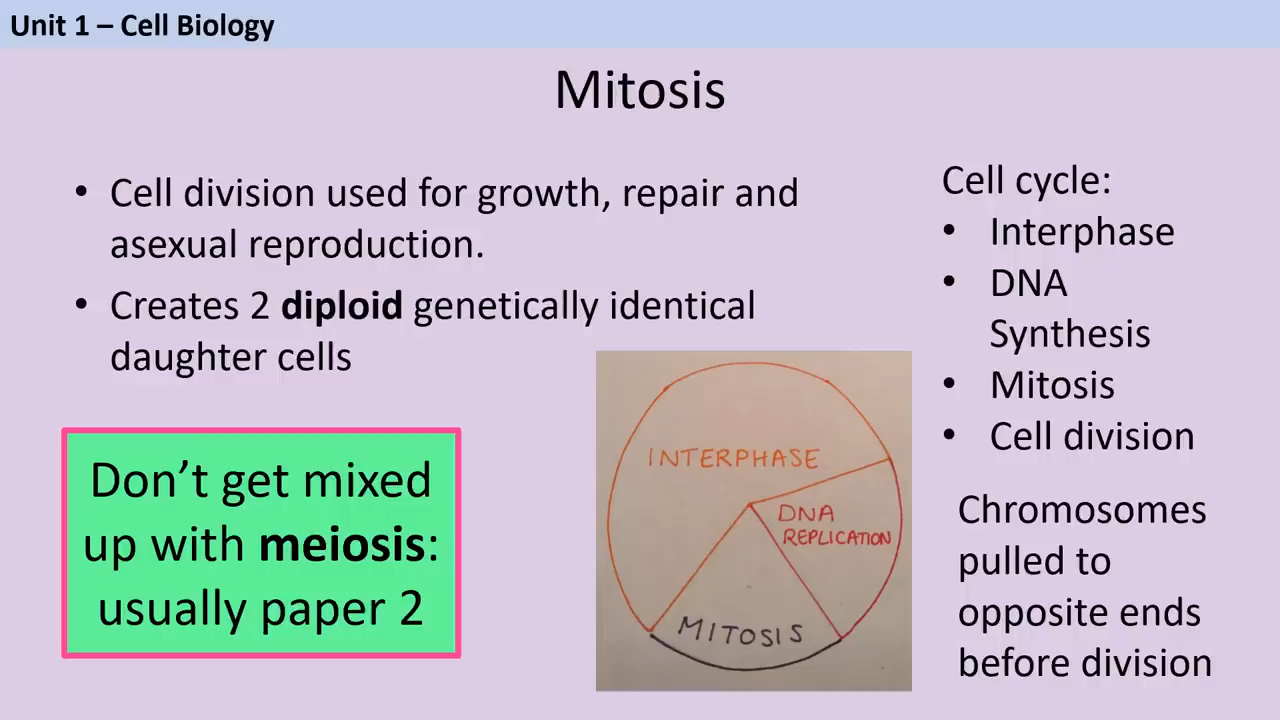 Unit 1 – Cell Biology
Mitosis
• Cell division used for growth, repair and
asexual reproduction.
• Creates 2 diploid genetically identical
daughter cells
Don’t get mixed
up with meiosis:
usually paper 2
INTERPHASE
DNA
REPLICATION
MITOSIS
Cell cycle:
• Interphase
• DNA
Synthesis
• Mitosis
• Cell division
Chromosomes
pulled to
opposite ends
before division